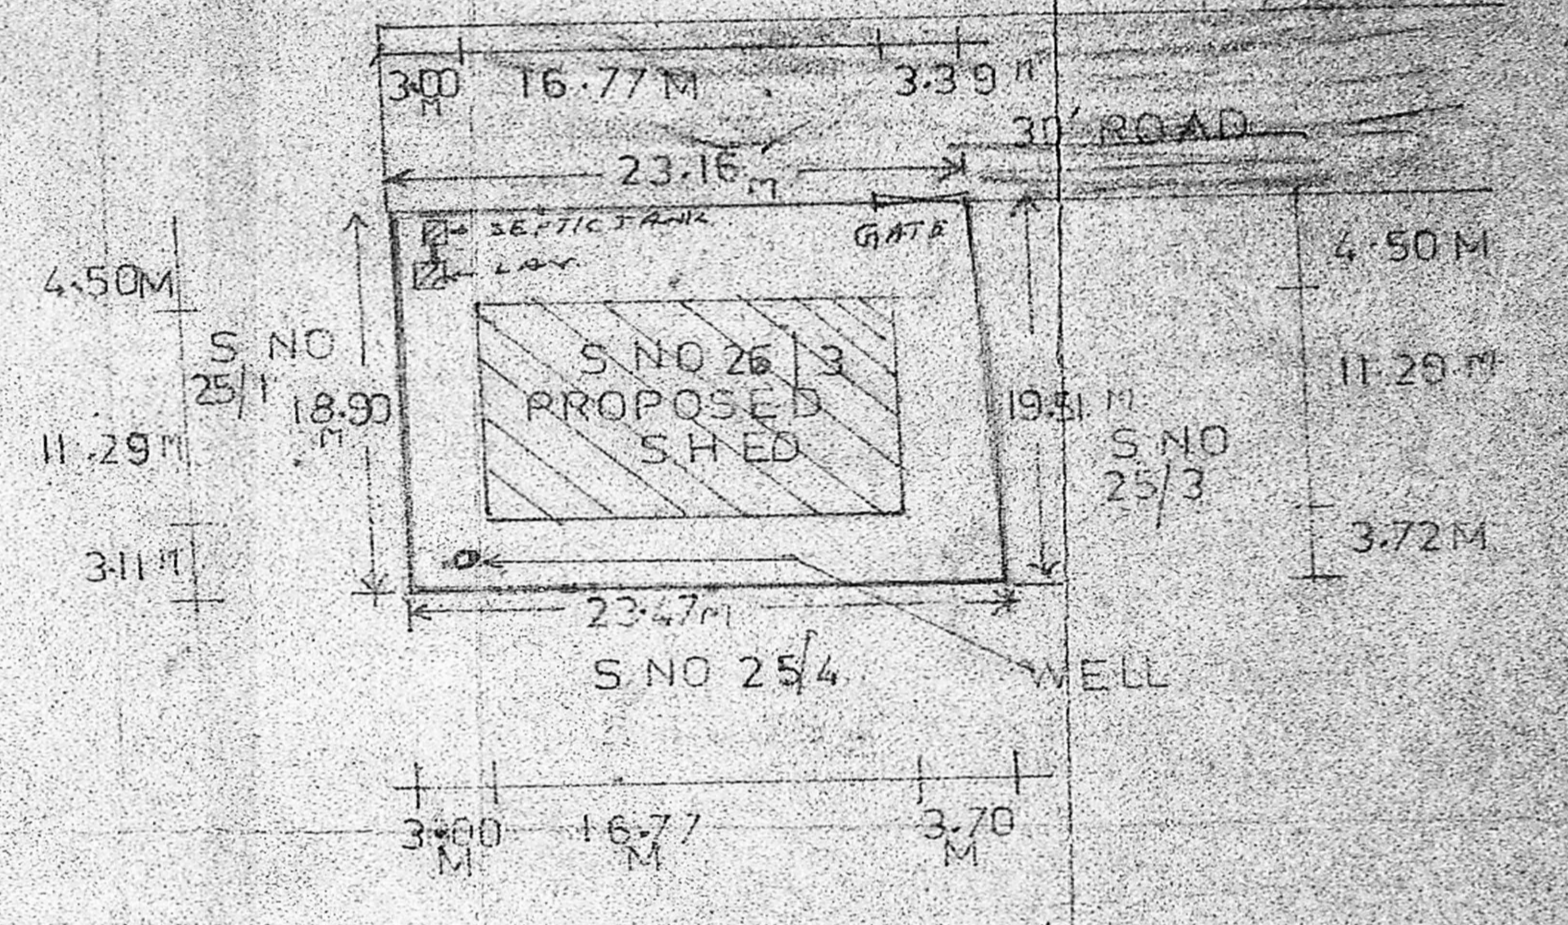 3.00 M
16.77 M
3.39 M
30' ROAD
23.16 M
SEPTIC TANK
GATE
LAV.
4.50M
4.50 M
S NO
25/1
18.90
M
S NO 26/3
PROPOSED
SHED
19.51 M
S NO
25/3
11.29 M
11.29 M
3.11 M
3.72 M
23.47M
S NO 25/4
WELL
3.00
M
16.77
M
3.70
M